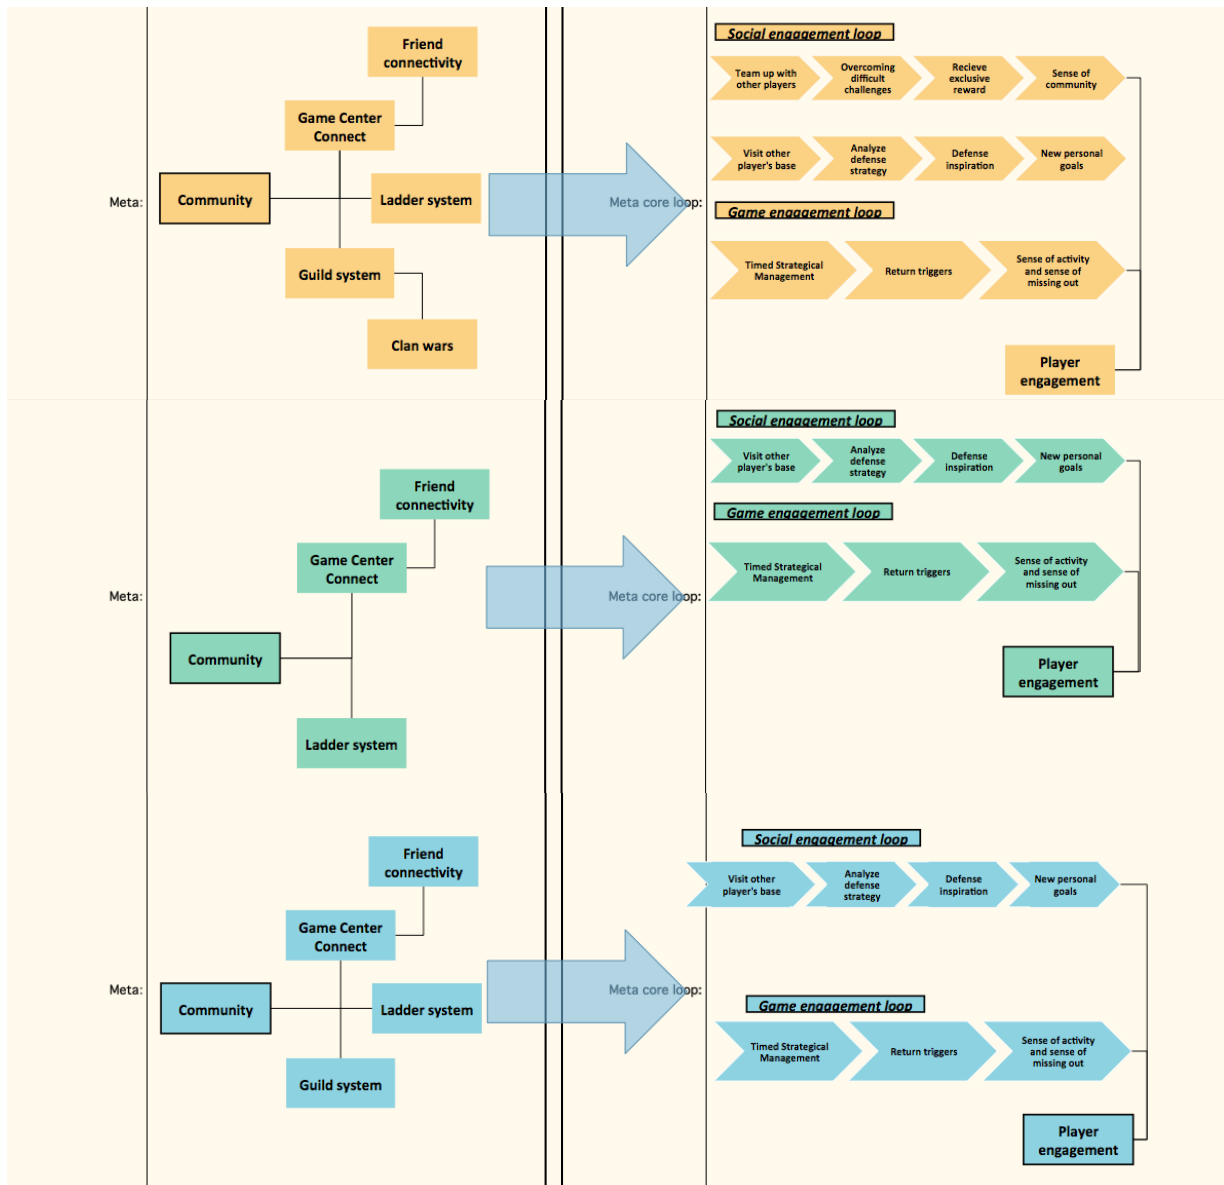 Meta:
Friend
connectivity
Game Center
Connect
Community
Ladder system
Guild system
Clan wars
Meta core loop:
Social engagement loop
Team up with
other players
Overcoming
difficult
challenges
Recieve
exclusive
reward
Sense of
community
Visit other
player's base
Analyze
defense
strategy
Defense
inspiration
New personal
goals
Game engagement loop
Timed Strategical
Management
Return triggers
Sense of activity
and sense of
missing out
Player
engagement
Meta:
Friend
connectivity
Game Center
Connect
Community
Ladder system
Meta core loop:
Social engagement loop
Visit other
player's base
Analyze
defense
strategy
Defense
inspiration
New personal
goals
Game engagement loop
Timed Strategical
Management
Return triggers
Sense of activity
and sense of
missing out
Player
engagement
Meta:
Friend
connectivity
Game Center
Connect
Community
Ladder system
Guild system
Meta core loop:
Social engagement loop
Visit other
player's base
Analyze
defense
strategy
Defense
inspiration
New personal
goals
Game engagement loop
Timed Strategical
Management
Return triggers
Sense of activity
and sense of
missing out
Player
engagement